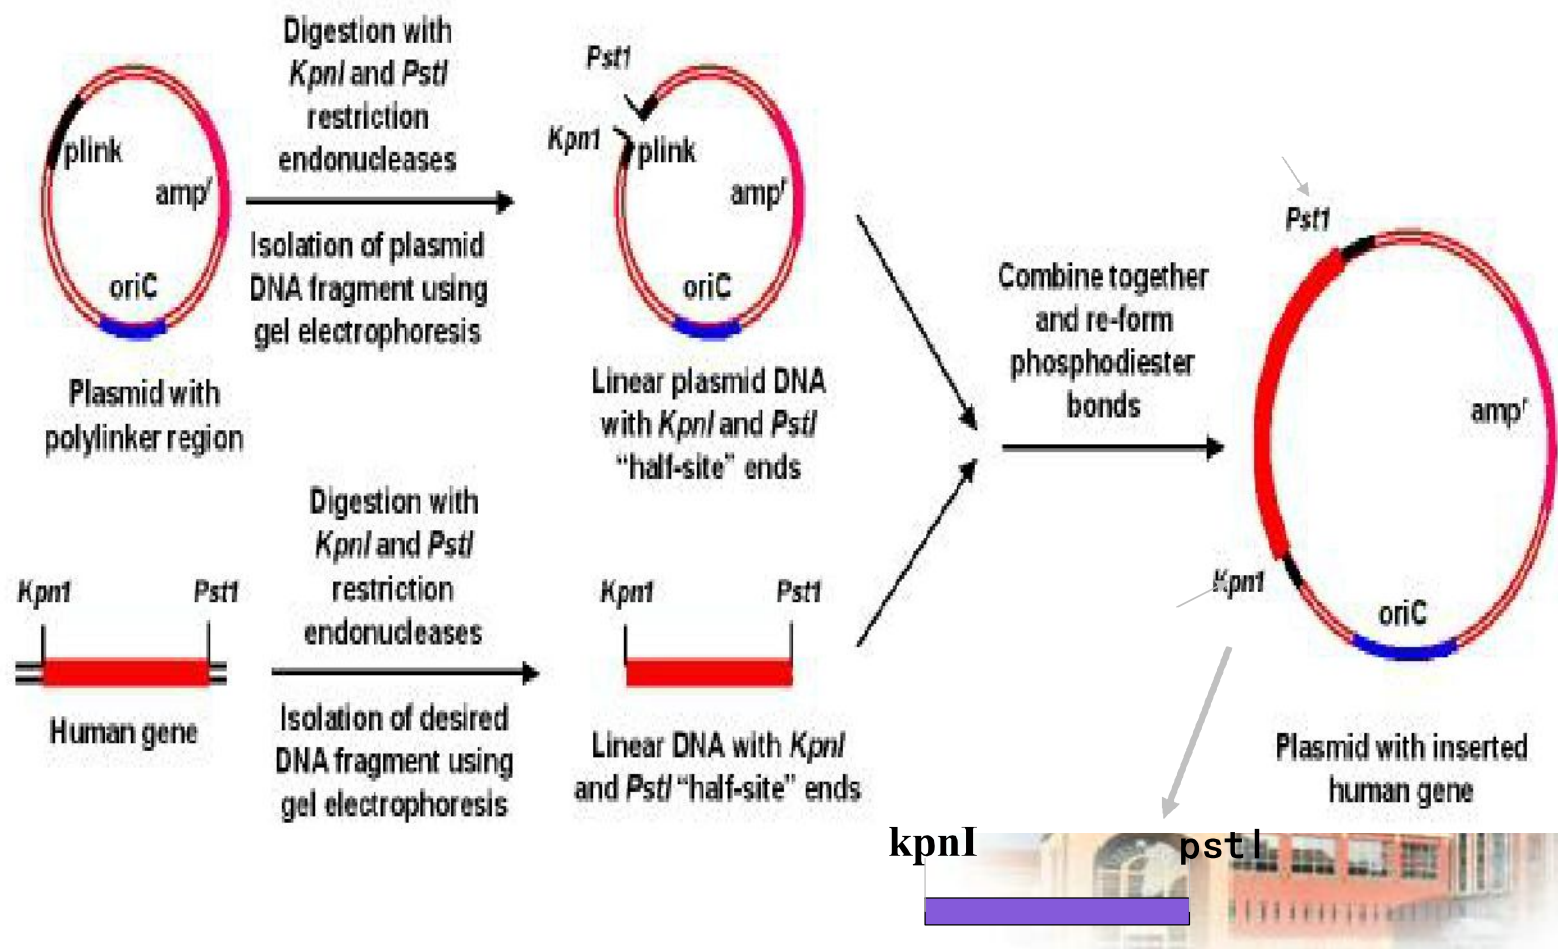 Digestion with
KpnI and PstI
restriction
endonucleases
plink
ampr
oriC
Isolation of plasmid
DNA fragment using
gel electrophoresis
Plasmid with
polylinker region
Pst1
Kpn1
plink
ampr
oriC
Linear plasmid DNA
with KpnI and PstI
“half-site” ends
Digestion with
KpnI and PstI
restriction
endonucleases
Kpn1
Pst1
Human gene
Isolation of desired
DNA fragment using
gel electrophoresis
Kpn1
Pst1
Linear DNA with KpnI
and PstI “half-site” ends
Combine together
and re-form
phosphodiester
bonds
Pst1
ampr
Kpn1
oriC
Plasmid with inserted
human gene
kpnI
pstI